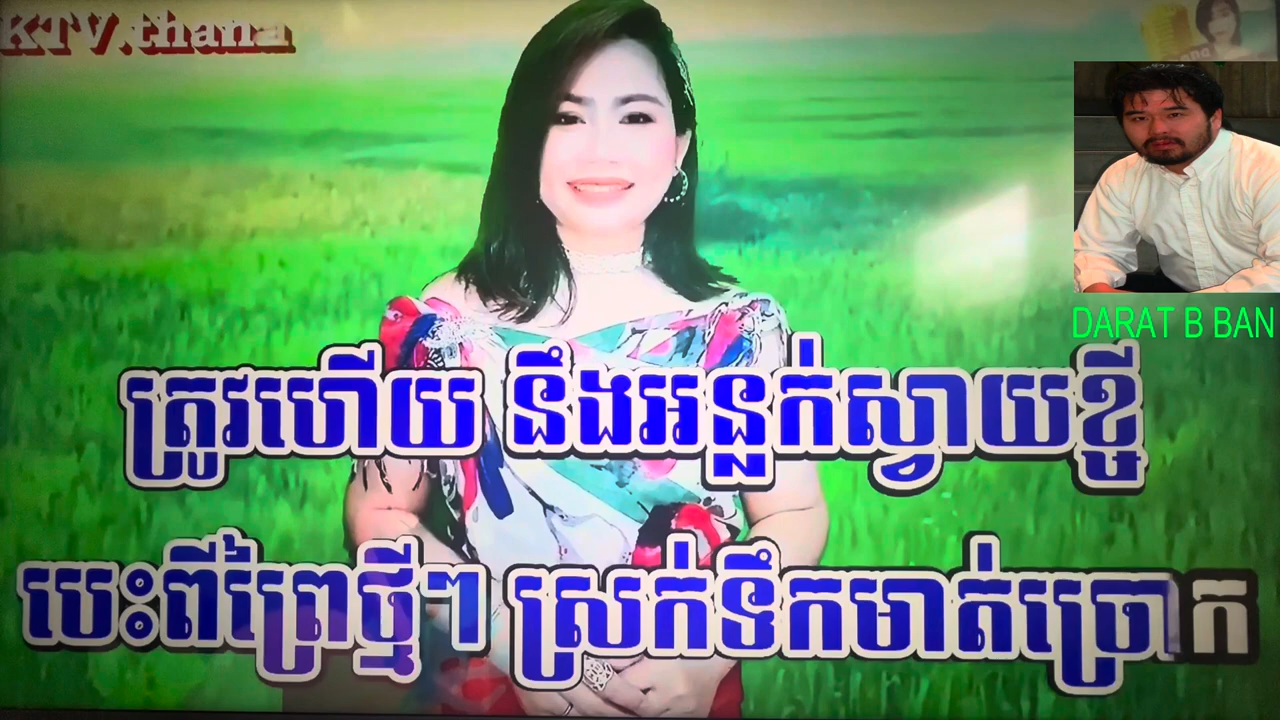 KTV.thana
DARAT B BAN
ត្រូវហើយ នឹងអន្លក់ស្វាយខ្ចី
បេះពីព្រៃថ្មីៗ ស្រក់ទឹកមាត់ច្រោក